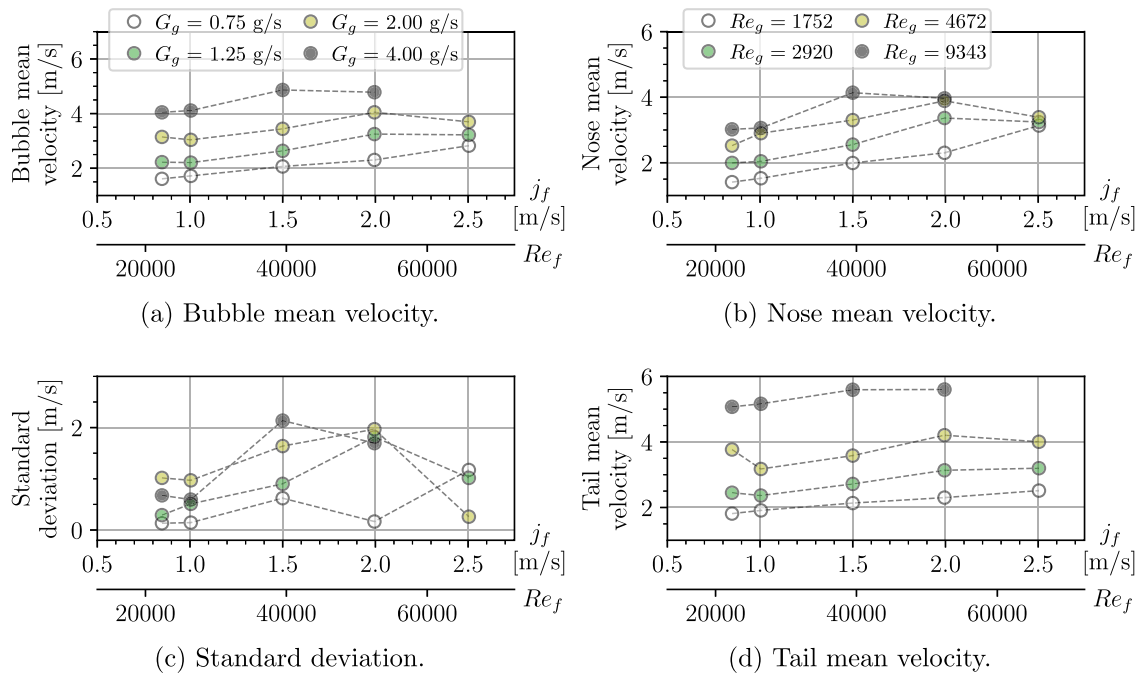 G_g = 0.75 g/s G_g = 2.00 g/s
G_g = 1.25 g/s G_g = 4.00 g/s
Bubble mean
velocity [m/s]
6
4
2
0.5 1.0 1.5 2.0 2.5
j_f
[m/s]
20000 40000 60000
Re_f
(a) Bubble mean velocity.
Re_g = 1752 Re_g = 4672
Re_g = 2920 Re_g = 9343
Nose mean
velocity [m/s]
6
4
2
0.5 1.0 1.5 2.0 2.5
j_f
[m/s]
20000 40000 60000
Re_f
(b) Nose mean velocity.
Standard
deviation [m/s]
2
0
0.5 1.0 1.5 2.0 2.5
j_f
[m/s]
20000 40000 60000
Re_f
(c) Standard deviation.
Tail mean
velocity [m/s]
6
4
2
0.5 1.0 1.5 2.0 2.5
j_f
[m/s]
20000 40000 60000
Re_f
(d) Tail mean velocity.